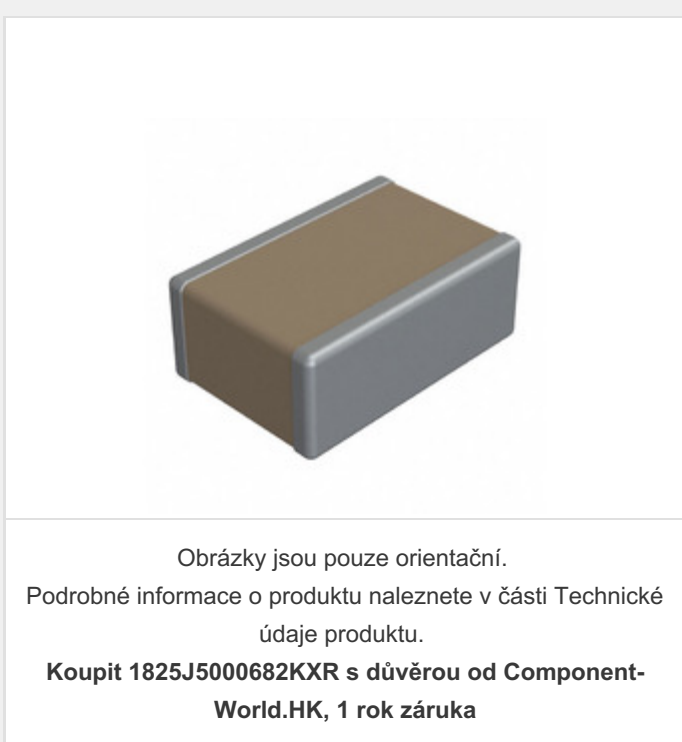 Obrázky jsou pouze orientační.
Podrobné informace o produktu naleznete v části Technické
údaje produktu.
Koupit 1825J5000682KXR s důvěrou od Component-
World.HK, 1 rok záruka